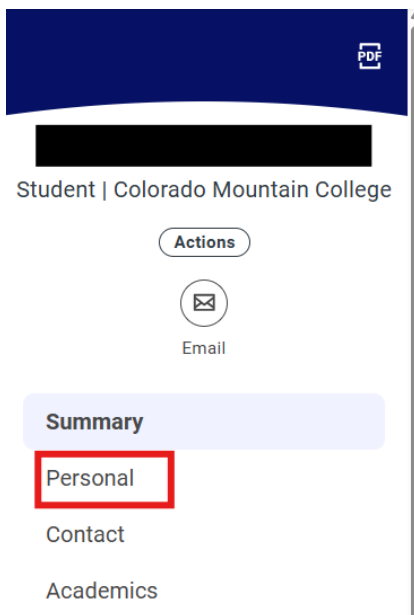 PDF
Student | Colorado Mountain College
Actions
Email
Summary
Personal
Contact
Academics